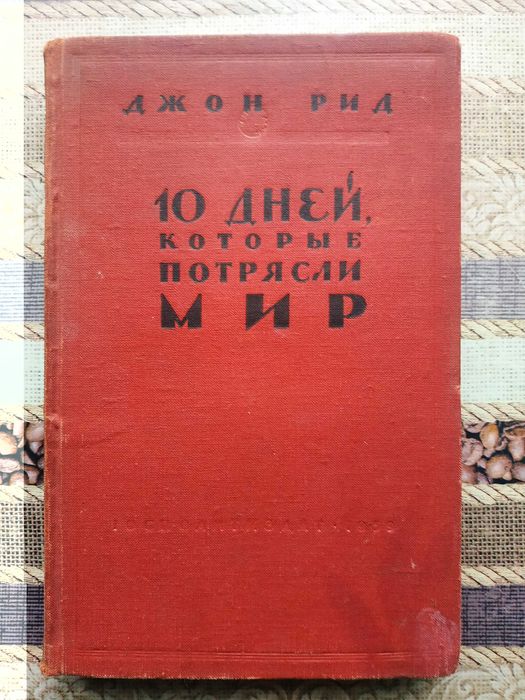 ДЖОН РИД
10 ДНЕЙ,
КОТОРЫЕ
ПОТРЯСЛИ
МИР